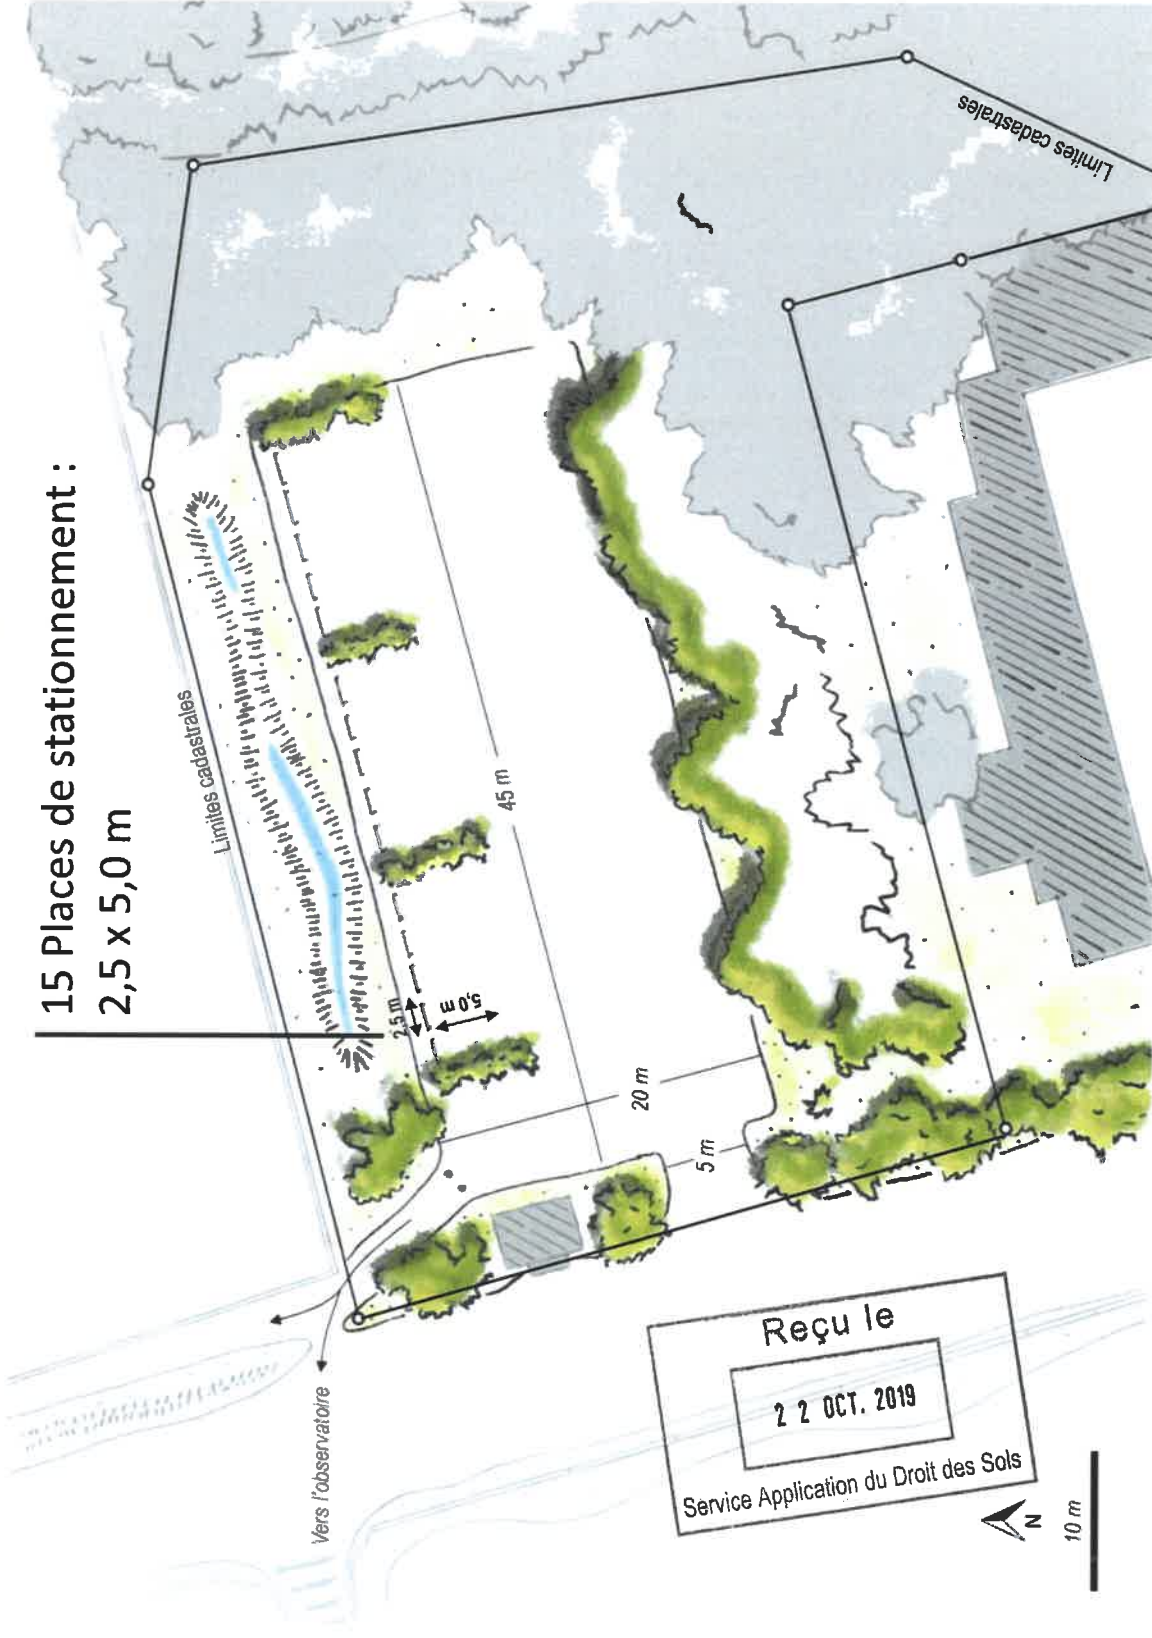 15 Places de stationnement :
2,5 x 5,0 m
Limites cadastrales
Limites cadastrales
2,5 m
5,0 m
45 m
20 m
5 m
Vers l'observatoire
Reçu le
2 2 OCT. 2019
Service Application du Droit des Sols
N
10 m